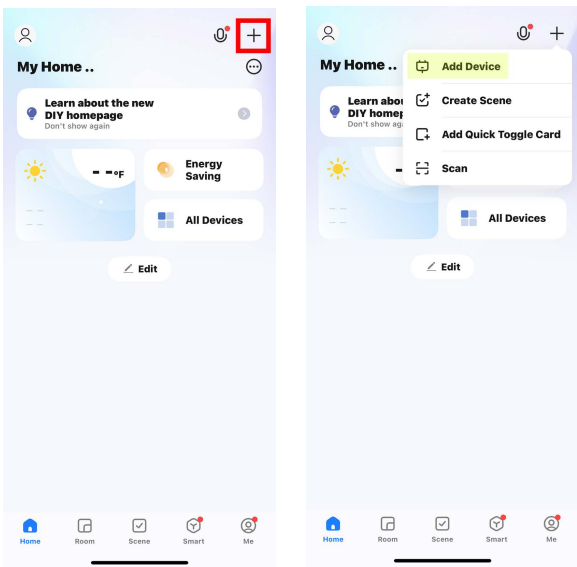 My Home ..
Learn about the new
DIY homepage
Don't show again
- -°F
Energy
Saving
- -
- -
All Devices
Edit
Home
Room
Scene
Smart
Me
My Home ..
Add Device
Create Scene
Add Quick Toggle Card
Scan
Learn abou
DIY homep
Don't show aga
-
- -
- -
All Devices
Edit
Home
Room
Scene
Smart
Me